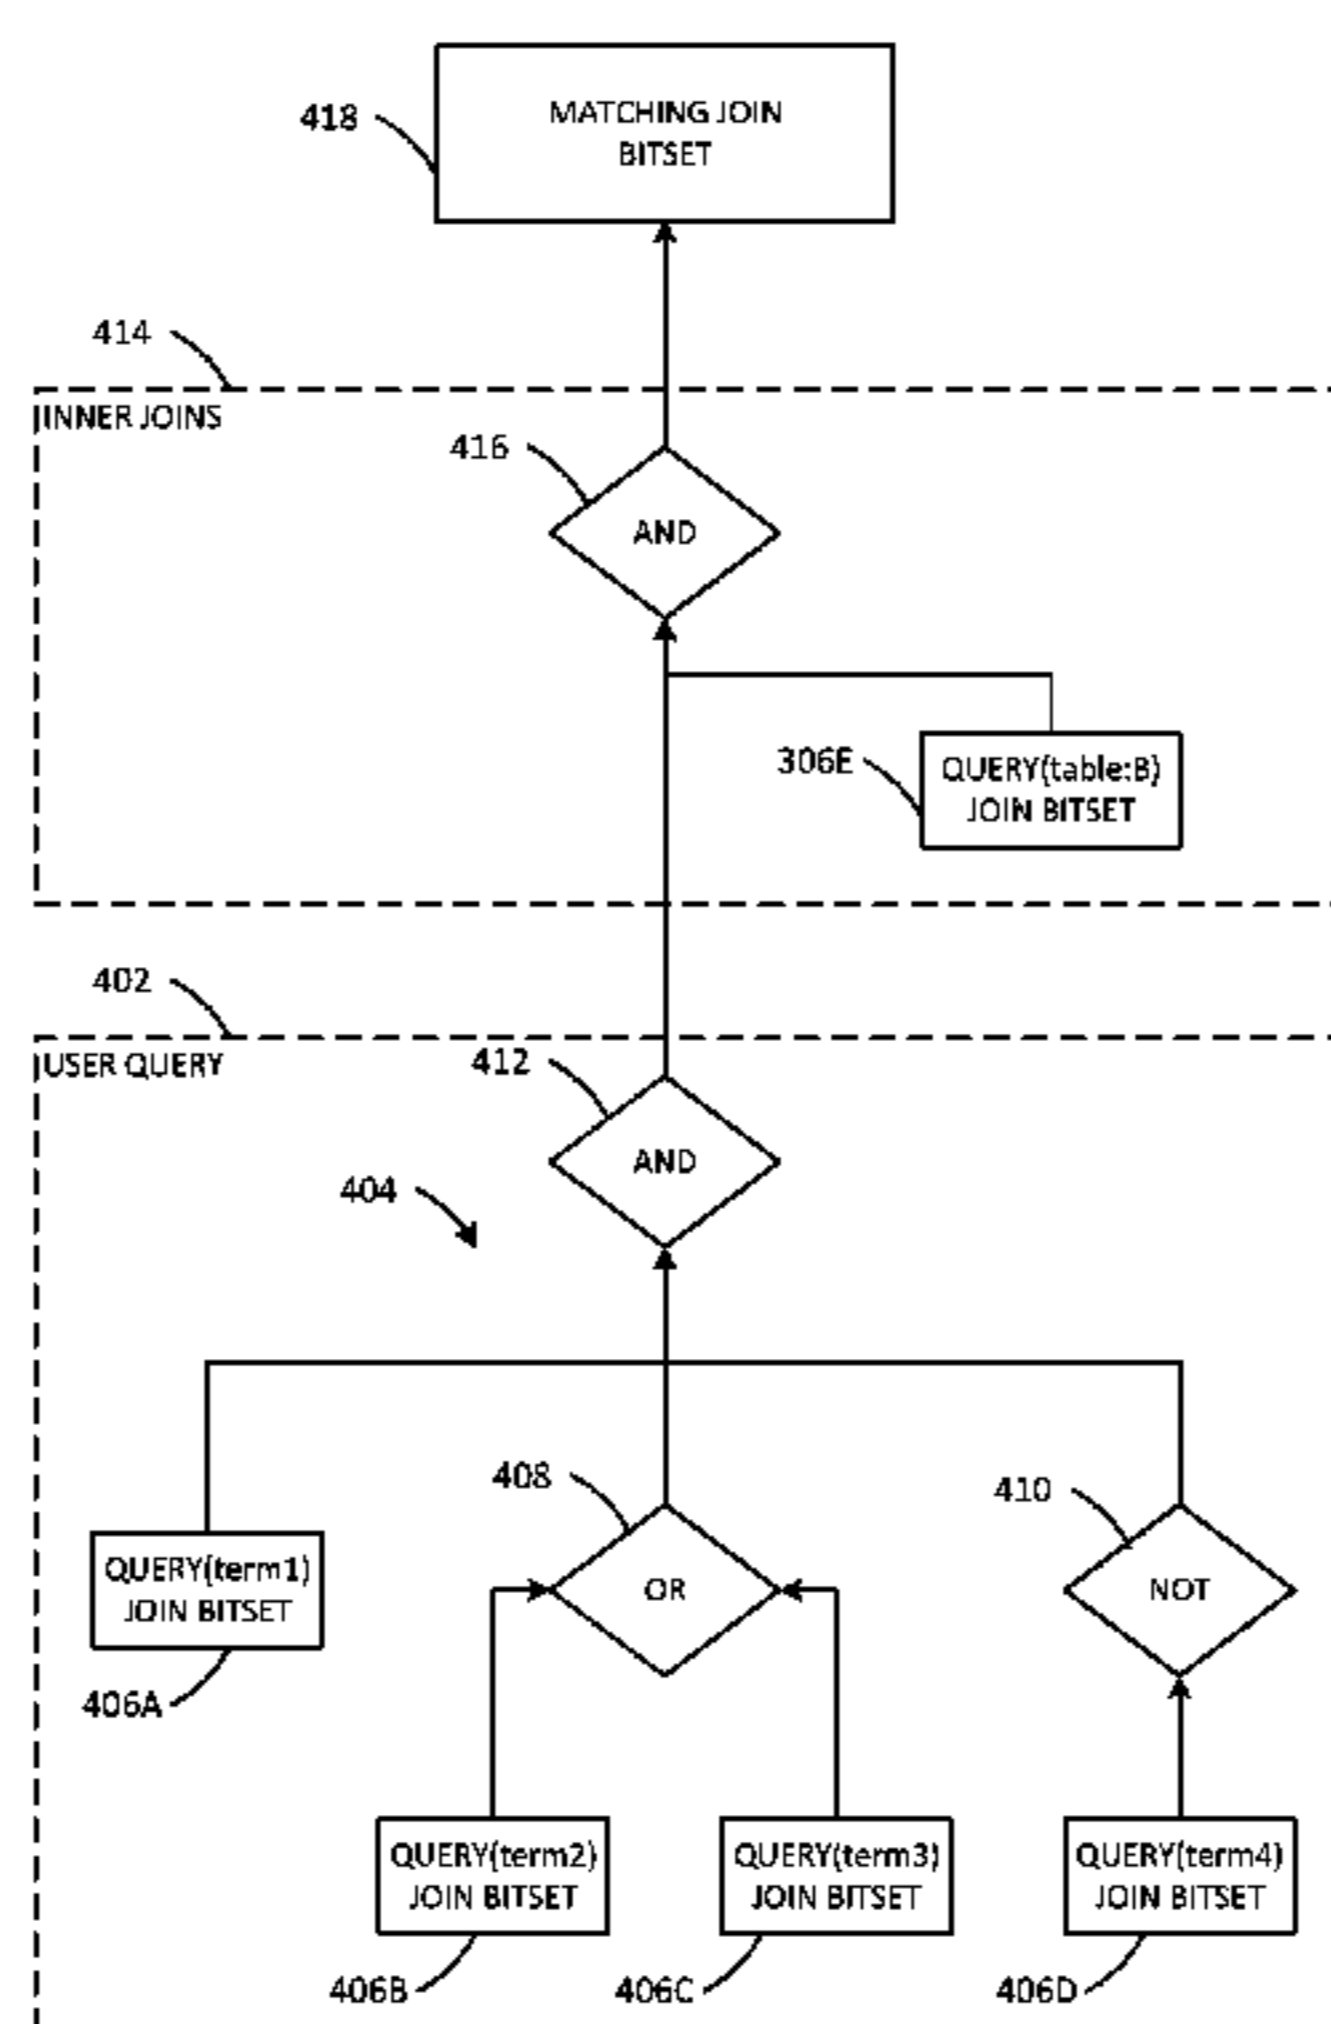 418
MATCHING JOIN
BITSET
414
INNER JOINS
416
AND
306E
QUERY(table:B)
JOIN BITSET
402
USER QUERY
412
AND
404
408
410
QUERY(term1)
JOIN BITSET
OR
NOT
406A
QUERY(term2)
JOIN BITSET
QUERY(term3)
JOIN BITSET
QUERY(term4)
JOIN BITSET
406B
406C
406D